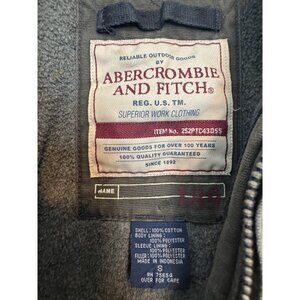 RELIABLE OUTDOOR GOODS
BY
ABERCROMBIE
AND FITCH®
REG. U.S. TM.
SUPERIOR WORK CLOTHING
ITEM NO. 252PTC43055
GENUINE GOODS FOR OVER 100 YEARS
100% QUALITY GUARANTEED
SINCE 1892
NAME
SHELL: 100% COTTON
BODY LINING:
100% POLYESTER
SLEEVE LINING:
100% POLYESTER
FILLER: 100% POLYESTER
MADE IN INDONESIA
S
RN 75654
OVER FOR CARE